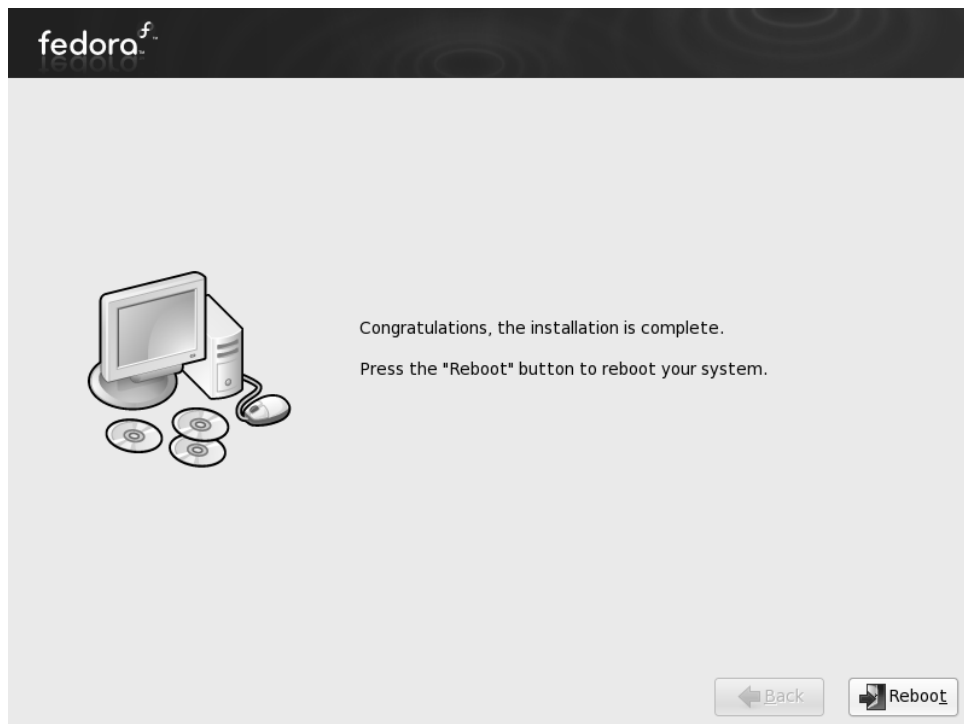 fedora
Congratulations, the installation is complete.
Press the "Reboot" button to reboot your system.
Back
Reboot